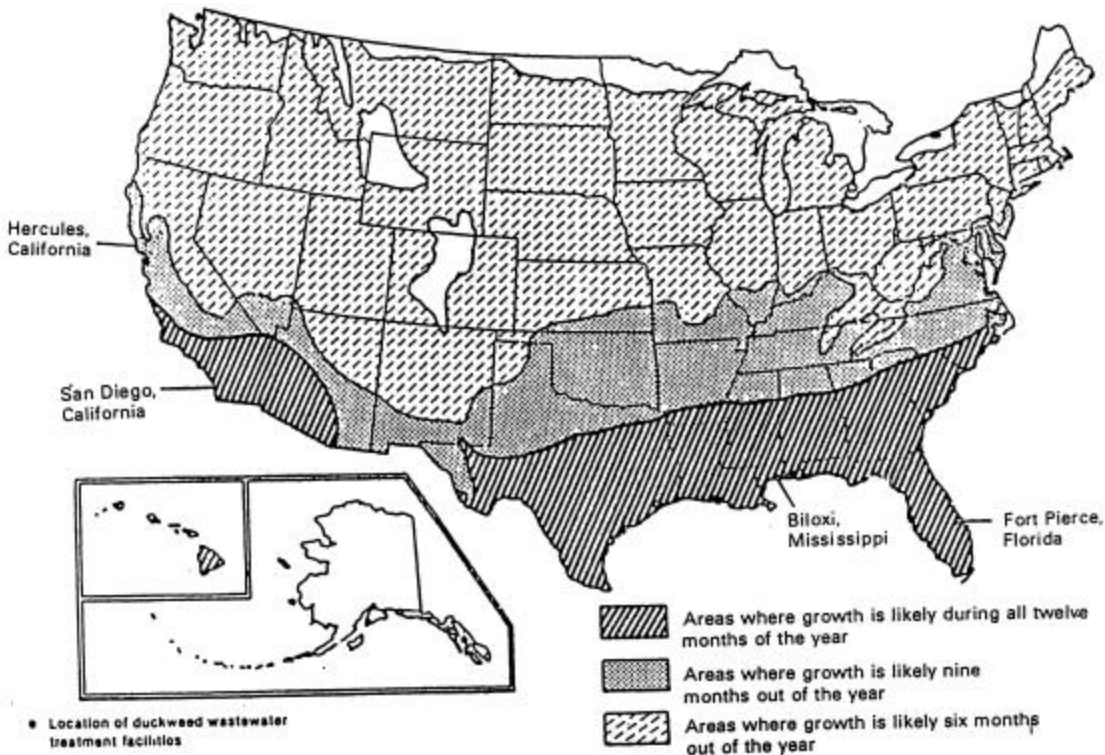 Hercules,
California
San Diego,
California
Biloxi,
Mississippi
Fort Pierce,
Florida
Areas where growth is likely during all twelve
months of the year
Areas where growth is likely nine
months out of the year
Areas where growth is likely six months
out of the year
• Location of duckweed wastewater
treatment facilities